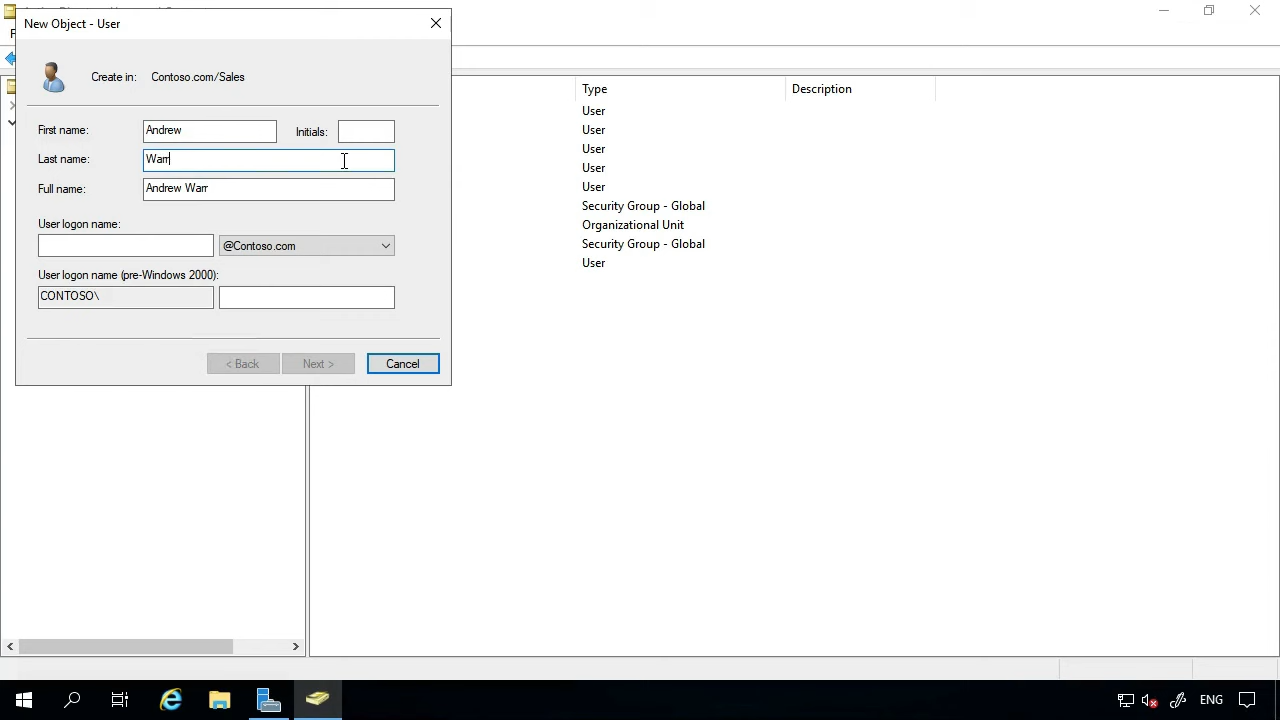 New Object - User
Create in: Contoso.com/Sales
First name: Andrew Initials:
Last name: Warr
Full name: Andrew Warr
User logon name:
@Contoso.com
User logon name (pre-Windows 2000):
CONTOSO\
< Back Next > Cancel
Type Description
User
User
User
User
User
Security Group - Global
Organizational Unit
Security Group - Global
User
ENG